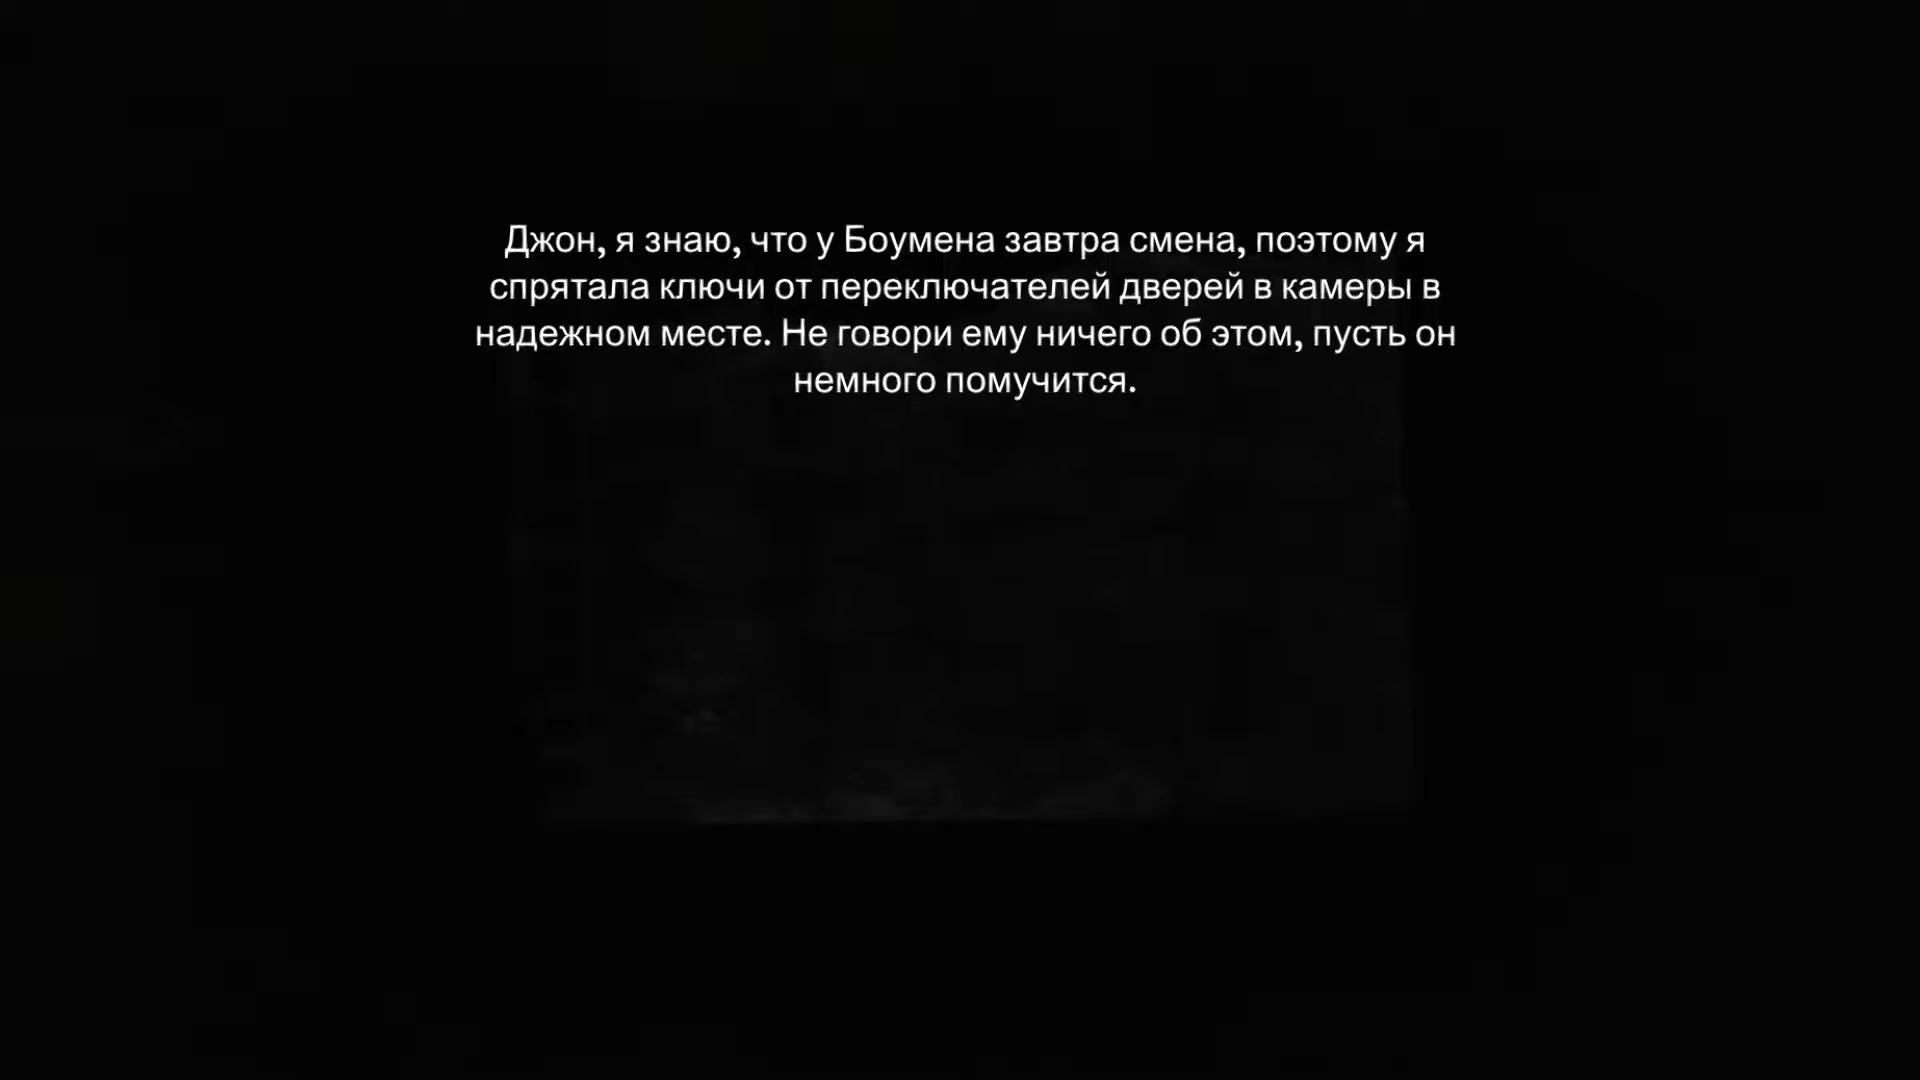 Джон, я знаю, что у Боумена завтра смена, поэтому я
спрятала ключи от переключателей дверей в камеры в
надежном месте. Не говори ему ничего об этом, пусть он
немного помучится.